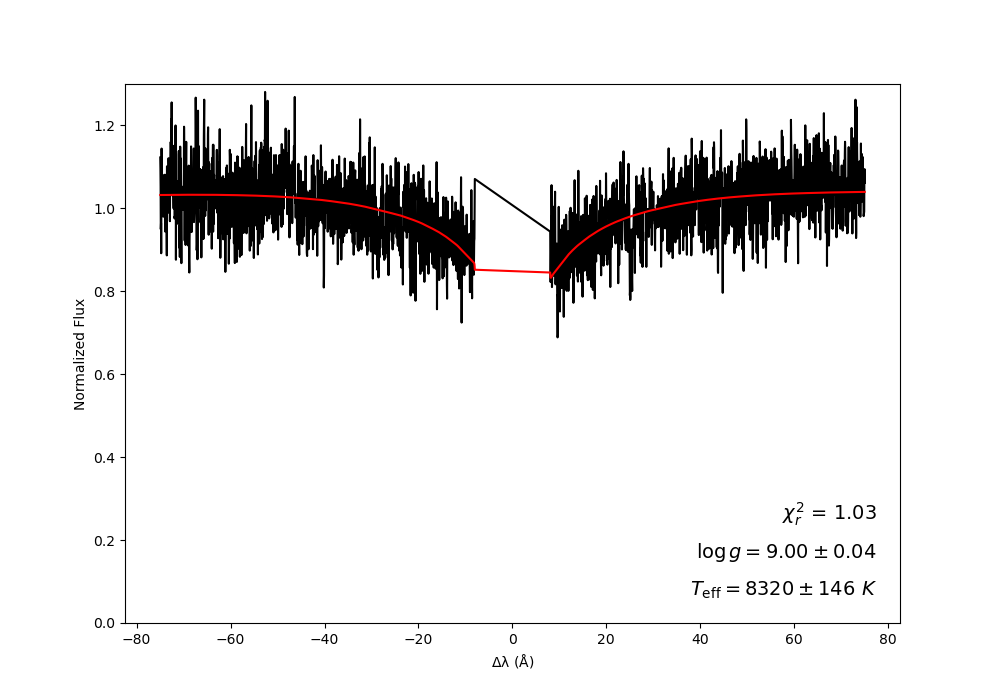 1.2
1.0
0.8
0.6
0.4
0.2
0.0
Normalized Flux
χ²ᵣ = 1.03
log g = 9.00 ± 0.04
T_eff = 8320 ± 146 K
−80 −60 −40 −20 0 20 40 60 80
Δλ (Å)